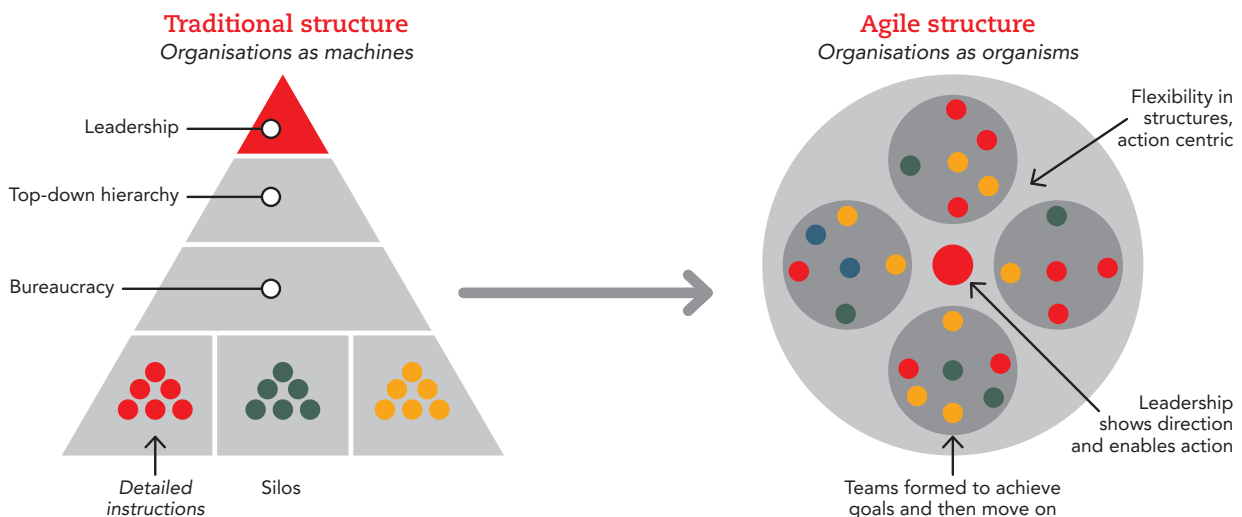 Traditional structure
Organisations as machines
Leadership
Top-down hierarchy
Bureaucracy
Detailed
instructions
Silos
Agile structure
Organisations as organisms
Flexibility in
structures,
action centric
Leadership
shows direction
and enables action
Teams formed to achieve
goals and then move on